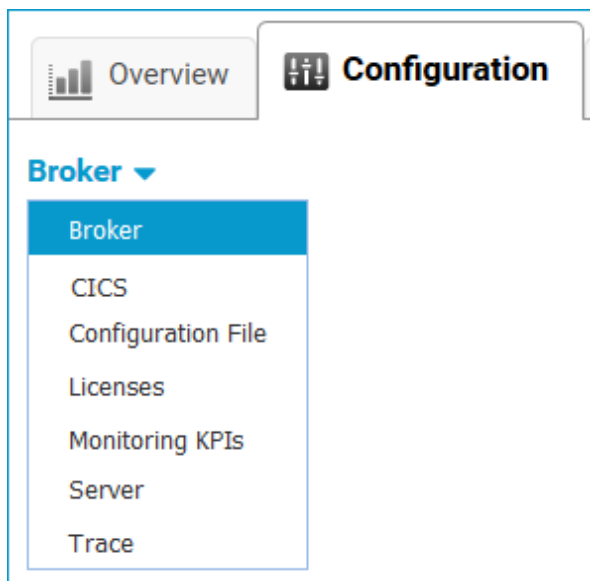 Overview
Configuration
Broker
Broker
CICS
Configuration File
Licenses
Monitoring KPIs
Server
Trace